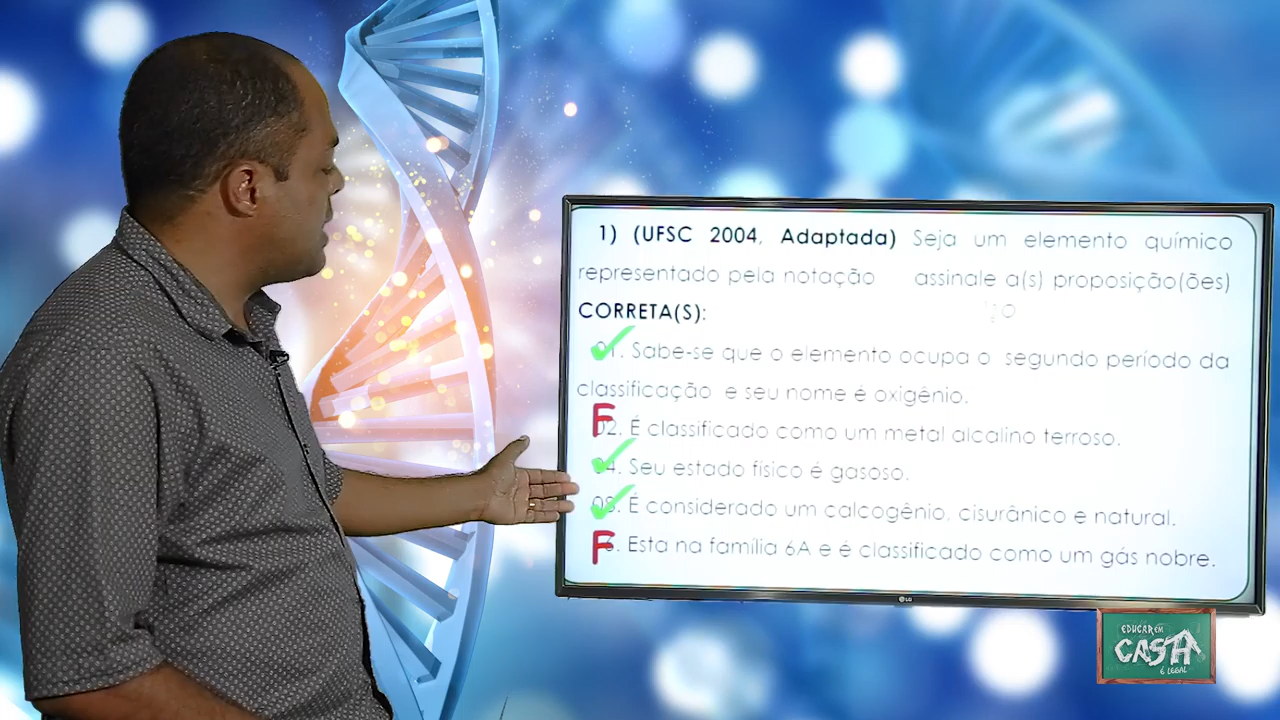 1) (UFSC 2004, Adaptada) Seja um elemento químico
representado pela notação assinale a(s) proposição(ões)
CORRETA(S): O
01. Sabe-se que o elemento ocupa o segundo período da
classificação e seu nome é oxigênio.
F
02. É classificado como um metal alcalino terroso.
04. Seu estado físico é gasoso.
08. É considerado um calcogênio, cisurânico e natural.
F 6. Esta na família 6A e é classificado como um gás nobre.
LG
EDUCAR EM
CASA
É LEGAL